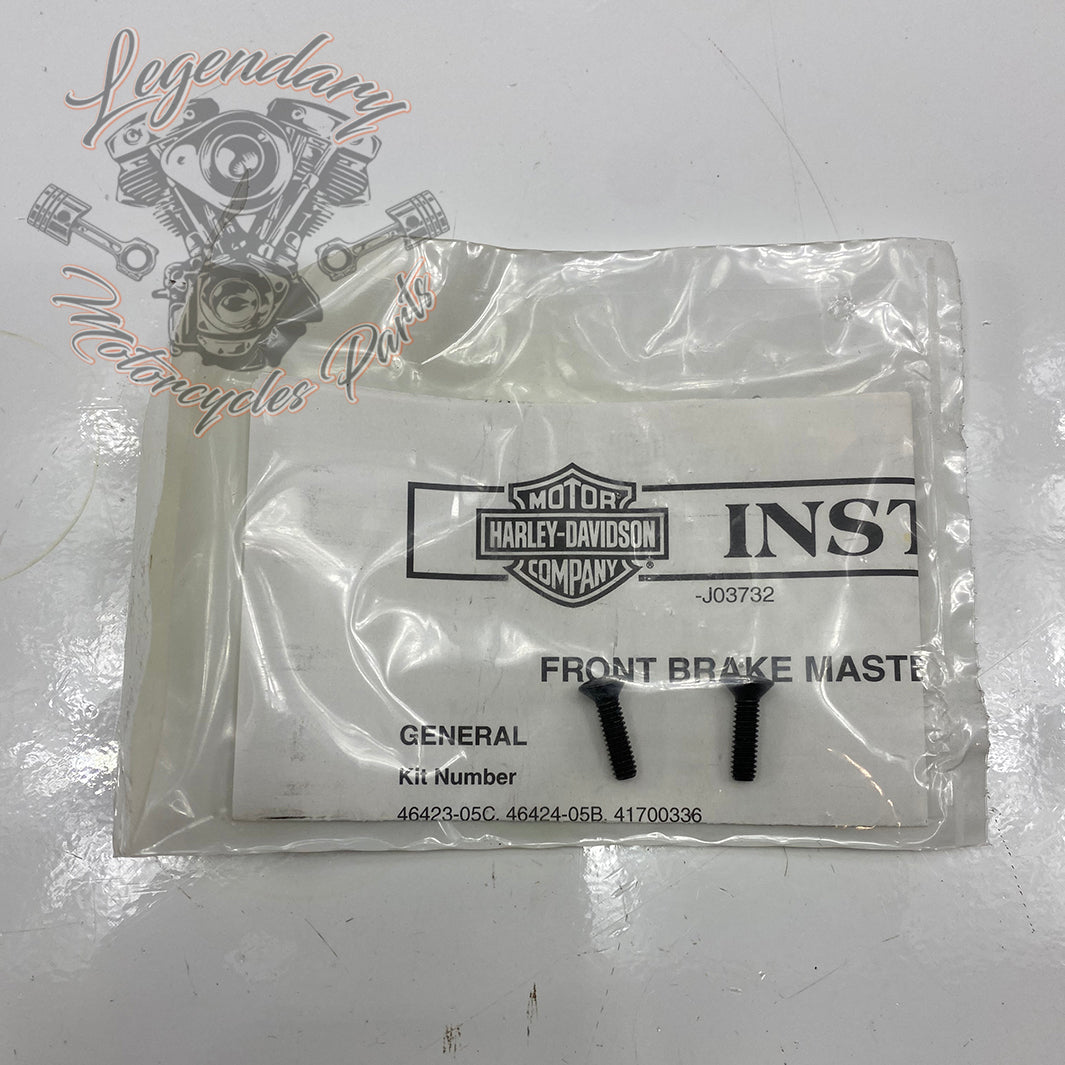 Legendary
Motorcycles Parts
MOTOR
HARLEY-DAVIDSON
®
COMPANY
INST
-J03732
FRONT BRAKE MASTE
GENERAL
Kit Number
46423-05C, 46424-05B, 41700336